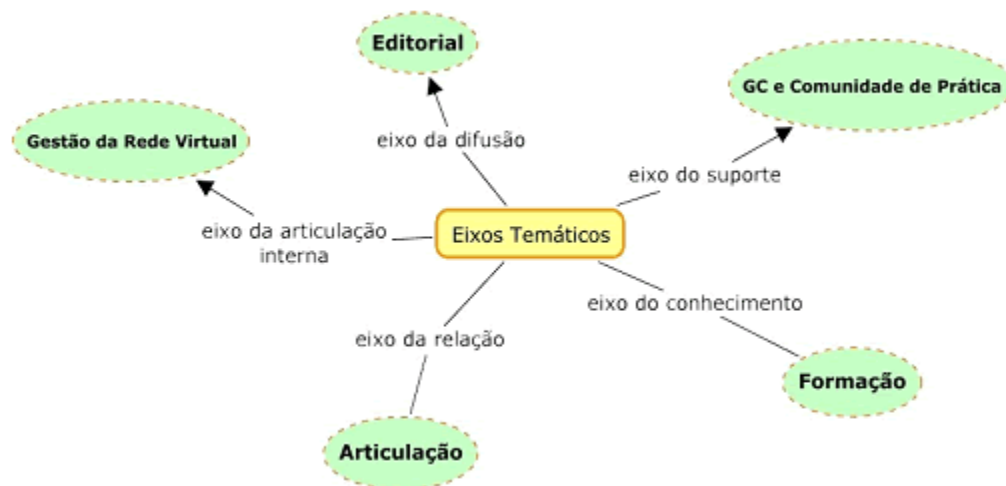 Editorial
GC e Comunidade de Prática
Gestão da Rede Virtual
eixo da difusão
eixo do suporte
eixo da articulação
interna
Eixos Temáticos
eixo do conhecimento
eixo da relação
Formação
Articulação